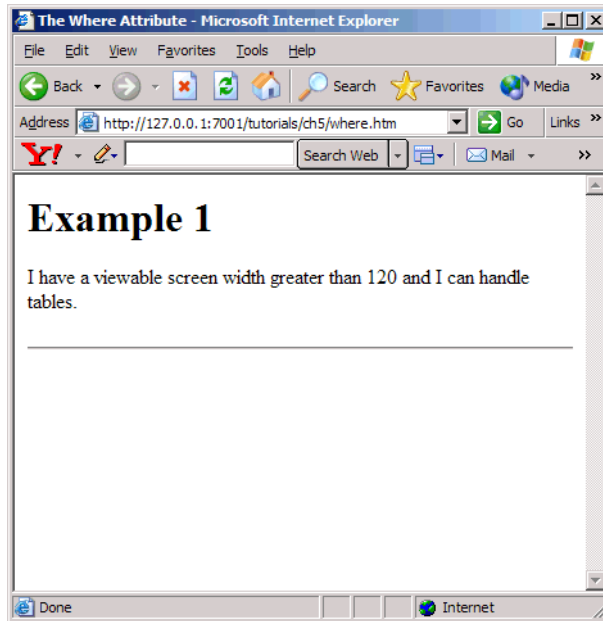 The Where Attribute - Microsoft Internet Explorer
File Edit View Favorites Tools Help
Back Search Favorites Media »
Address http://127.0.0.1:7001/tutorials/ch5/where.htm Go Links »
Y! Search Web Mail »
Example 1
I have a viewable screen width greater than 120 and I can handle
tables.
Done Internet